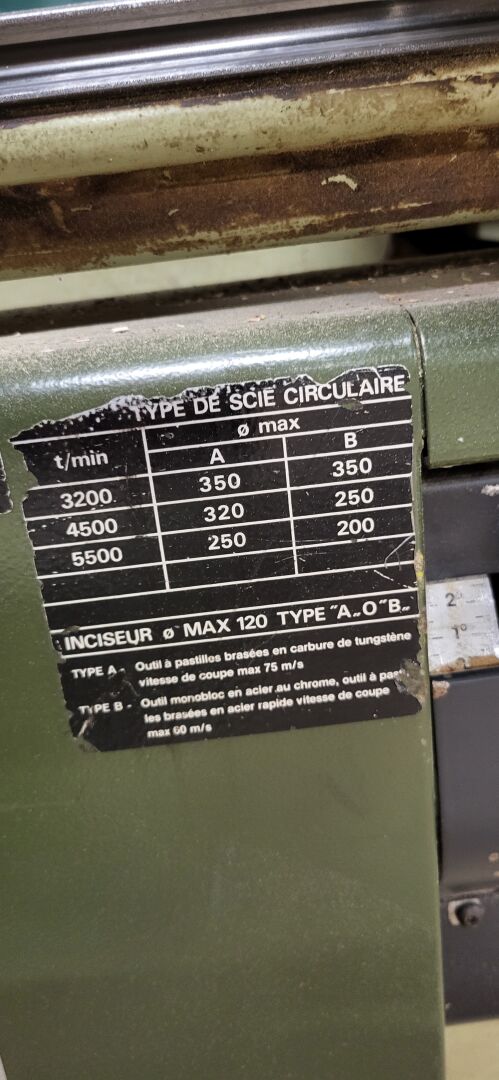 TYPE DE SCIE CIRCULAIRE
t/min ø max
A B
3200 350 350
4500 320 250
5500 250 200
INCISEUR ø MAX 120 TYPE "A„O"B„
TYPE A - Outil à pastilles brasées en carbure de tungstène
vitesse de coupe max 75 m/s
TYPE B - Outil monobloc en acier au chrome, outil à pas
les brasées en acier rapide vitesse de coupe
max 60 m/s
2°
1°